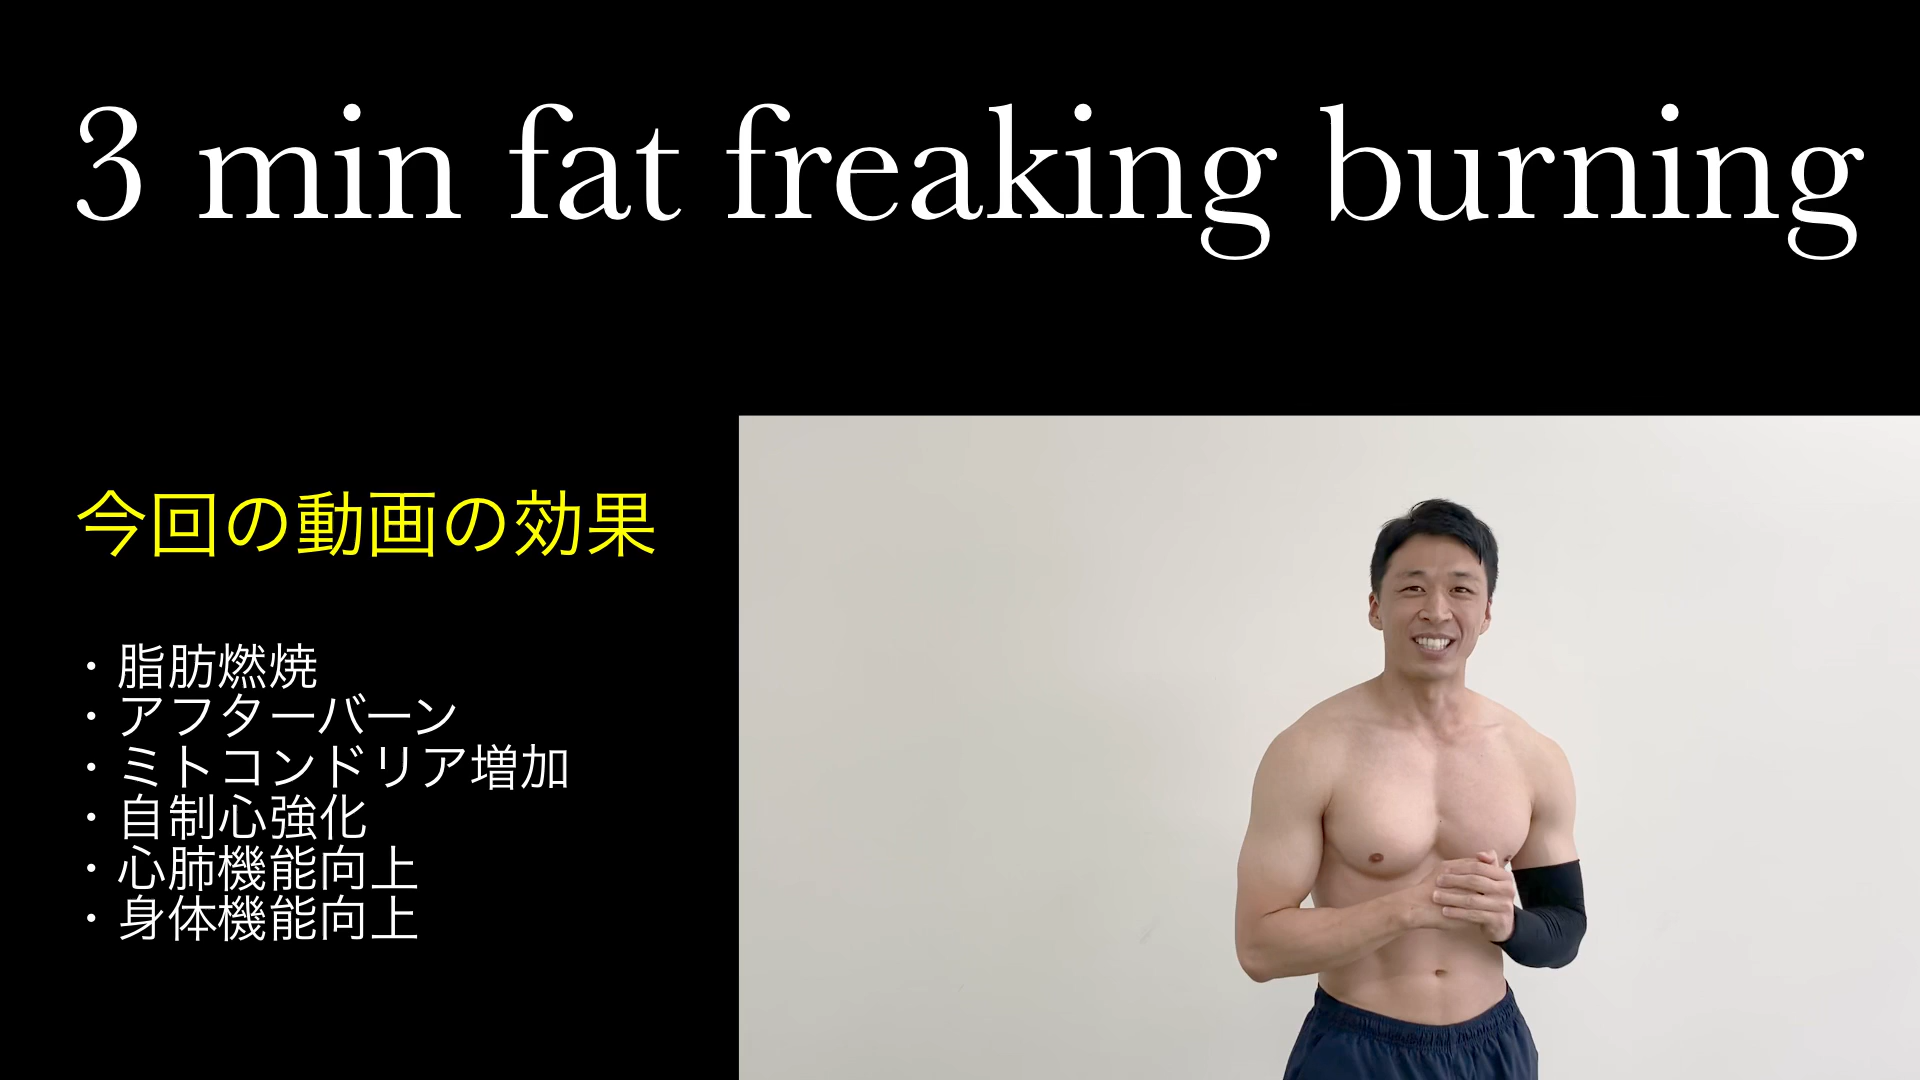 3 min fat freaking burning
今回の動画の効果
・脂肪燃焼
・アフターバーン
・ミトコンドリア増加
・自制心強化
・心肺機能向上
・身体機能向上